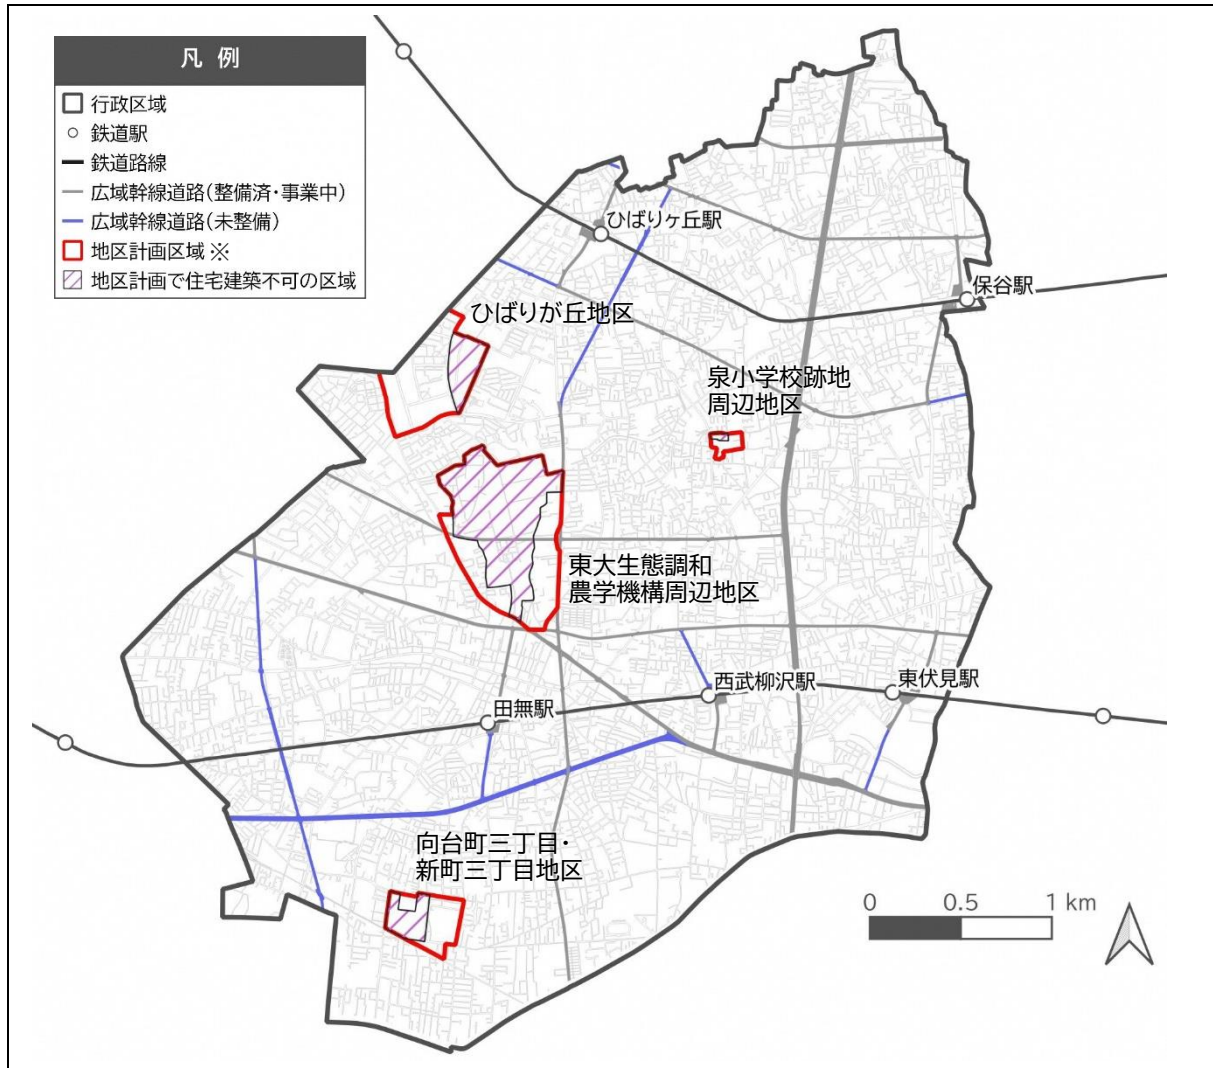 凡 例
行政区域
鉄道駅
鉄道路線
広域幹線道路(整備済・事業中)
広域幹線道路(未整備)
地区計画区域 ※
地区計画で住宅建築不可の区域
ひばりヶ丘駅
保谷駅
ひばりが丘地区
泉小学校跡地
周辺地区
東大生態調和
農学機構周辺地区
西武柳沢駅
東伏見駅
田無駅
向台町三丁目・
新町三丁目地区
0 0.5 1 km